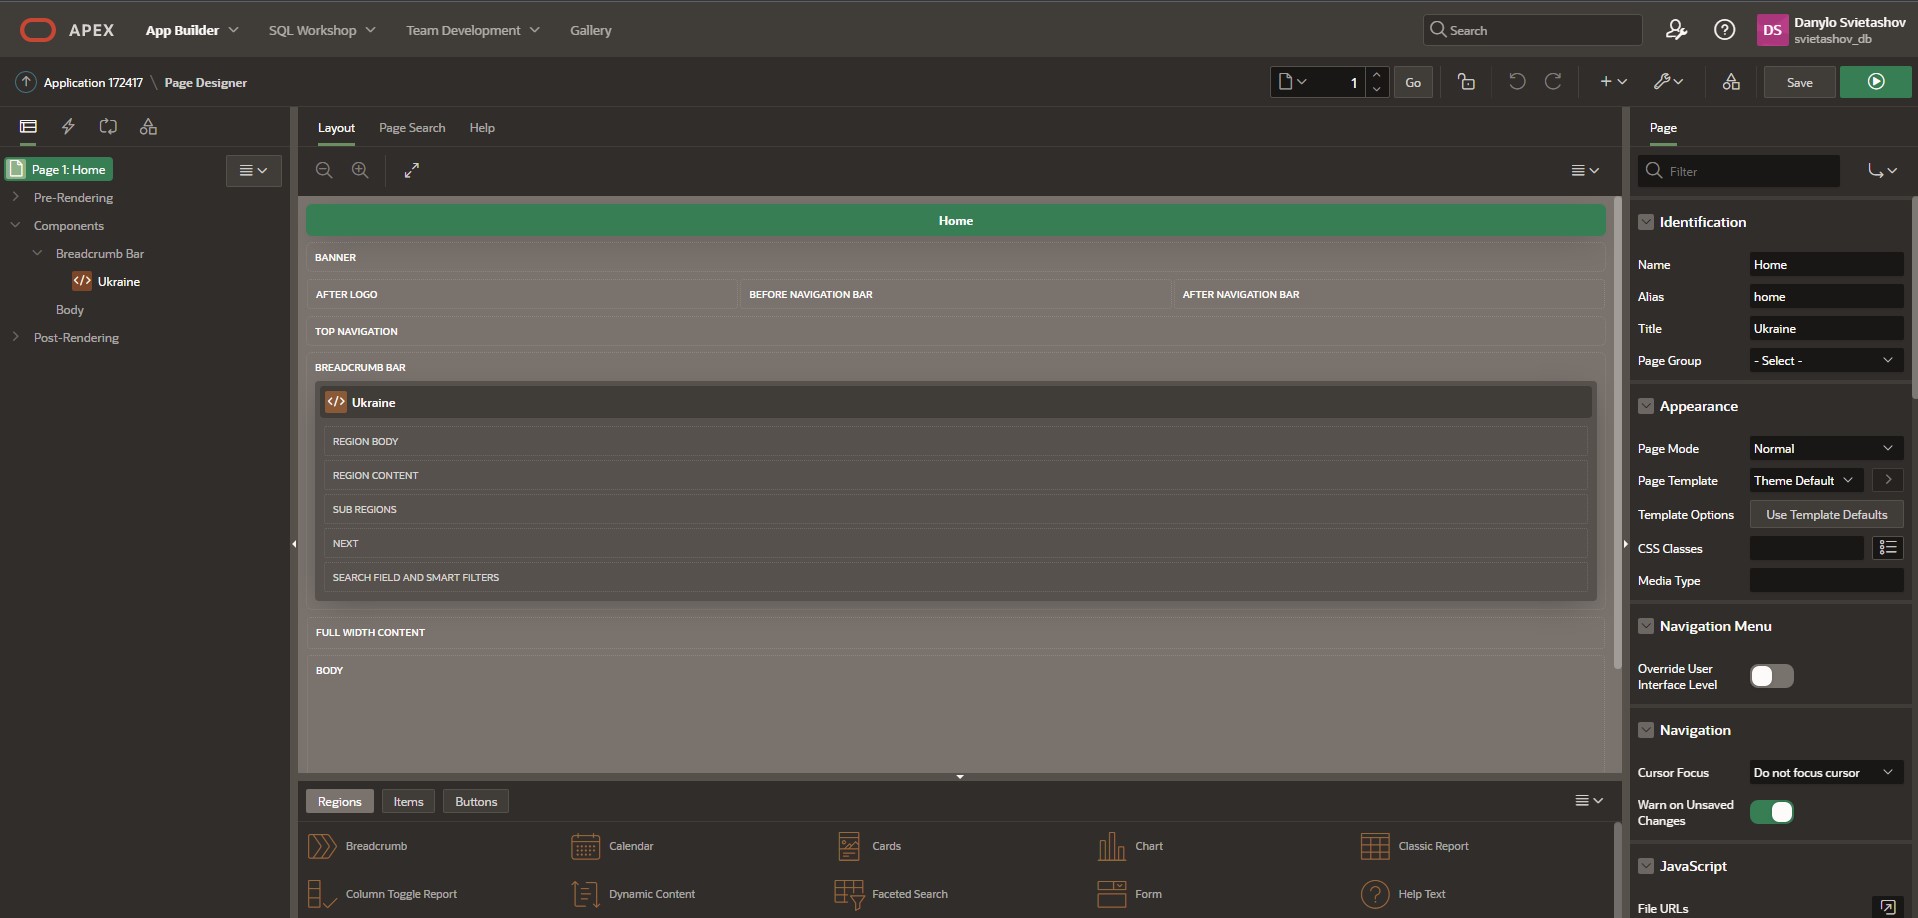 APEX App Builder SQL Workshop Team Development Gallery Search DS Danylo Svietashov
svietashov_db
Application 172417 \ Page Designer 1 Go Save
Layout Page Search Help
Page
Page 1: Home
Pre-Rendering
Components
Breadcrumb Bar
</> Ukraine
Body
Post-Rendering
Home
BANNER
AFTER LOGO BEFORE NAVIGATION BAR AFTER NAVIGATION BAR
TOP NAVIGATION
BREADCRUMB BAR
</> Ukraine
REGION BODY
REGION CONTENT
SUB REGIONS
NEXT
SEARCH FIELD AND SMART FILTERS
FULL WIDTH CONTENT
BODY
Regions Items Buttons
Breadcrumb Calendar Cards Chart Classic Report
Column Toggle Report Dynamic Content Faceted Search Form Help Text
Filter
Identification
Name Home
Alias home
Title Ukraine
Page Group - Select -
Appearance
Page Mode Normal
Page Template Theme Default
Template Options Use Template Defaults
CSS Classes
Media Type
Navigation Menu
Override User
Interface Level
Navigation
Cursor Focus Do not focus cursor
Warn on Unsaved
Changes
JavaScript
File URLs